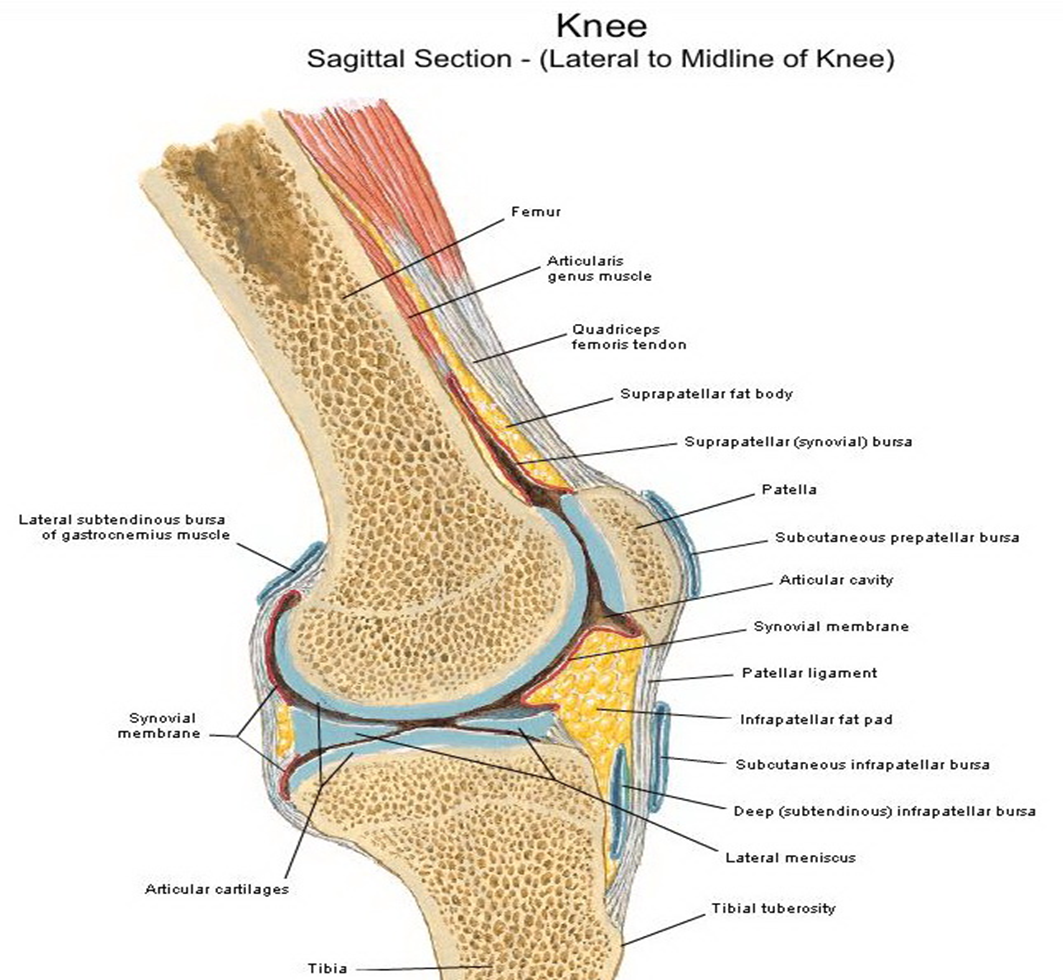 Knee
Sagittal Section - (Lateral to Midline of Knee)
Femur
Articularis
genus muscle
Quadriceps
femoris tendon
Suprapatellar fat body
Suprapatellar (synovial) bursa
Patella
Lateral subtendinous bursa
of gastrocnemius muscle
Subcutaneous prepatellar bursa
Articular cavity
Synovial membrane
Patellar ligament
Synovial
membrane
Infrapatellar fat pad
Subcutaneous infrapatellar bursa
Deep (subtendinous) infrapatellar bursa
Lateral meniscus
Articular cartilages
Tibial tuberosity
Tibia